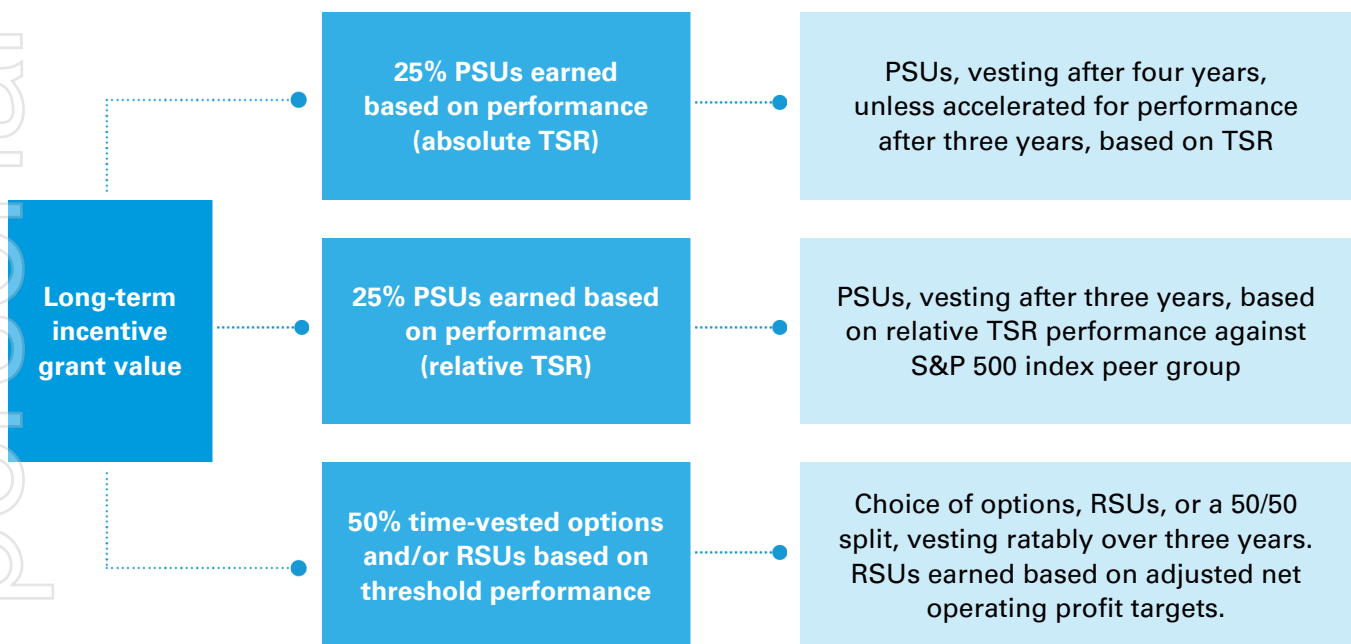 Long-term
incentive
grant value
25% PSUs earned
based on performance
(absolute TSR)
PSUs, vesting after four years,
unless accelerated for performance
after three years, based on TSR
25% PSUs earned based
on performance
(relative TSR)
PSUs, vesting after three years, based
on relative TSR performance against
S&P 500 index peer group
50% time-vested options
and/or RSUs based on
threshold performance
Choice of options, RSUs, or a 50/50
split, vesting ratably over three years.
RSUs earned based on adjusted net
operating profit targets.